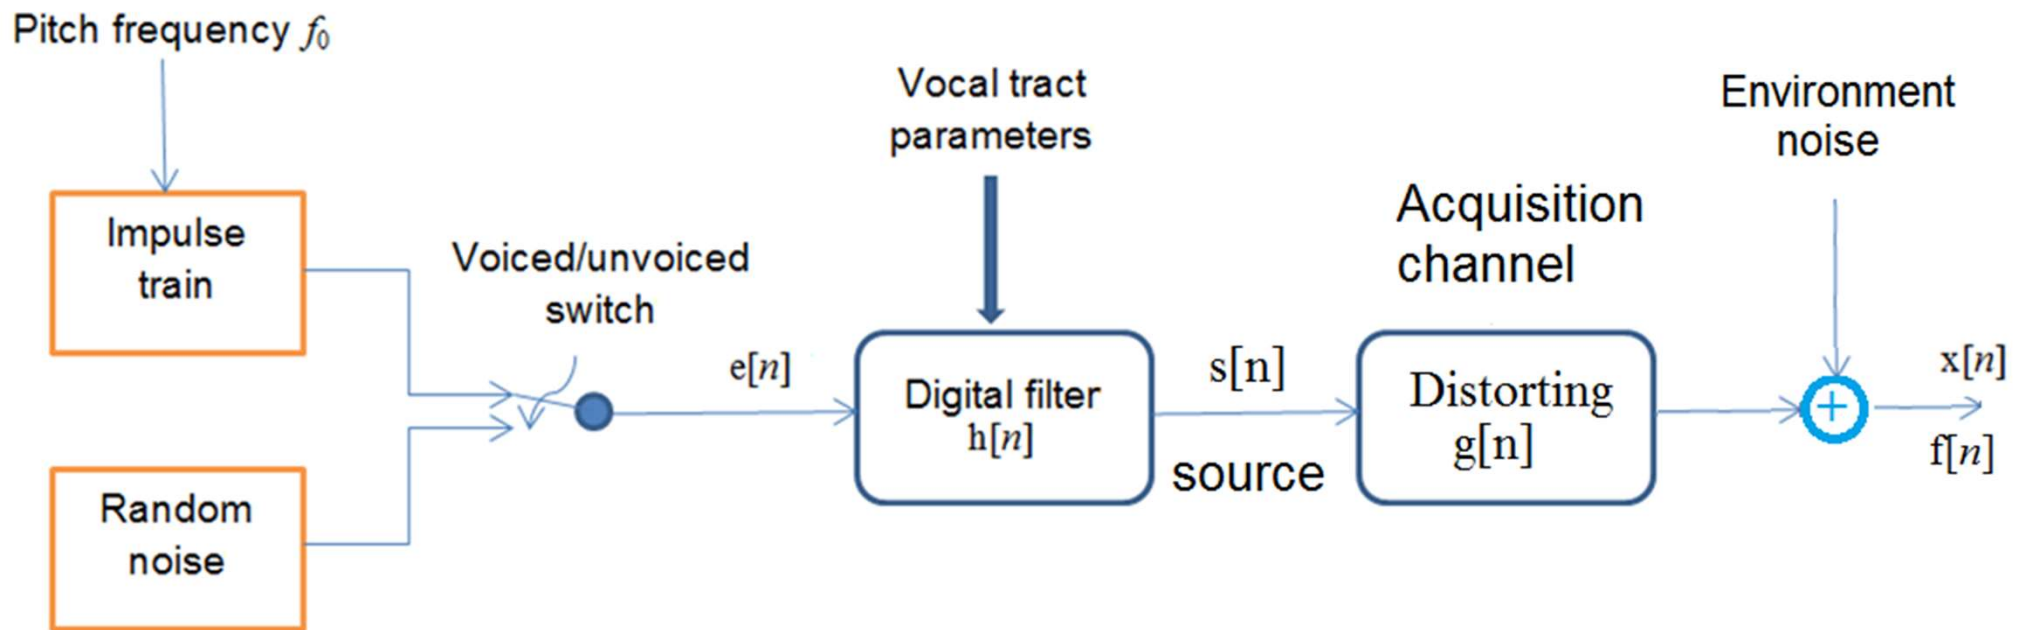 Pitch frequency f₀
Impulse
train
Random
noise
Voiced/unvoiced
switch
e[n]
Vocal tract
parameters
Digital filter
h[n]
s[n]
source
Acquisition
channel
Distorting
g[n]
Environment
noise
+
x[n]
f[n]